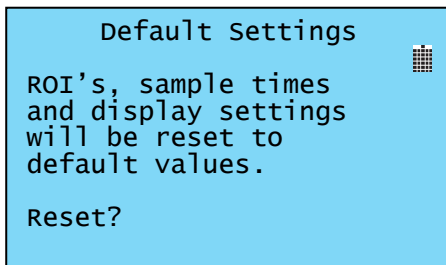 Default Settings
ROI's, sample times
and display settings
will be reset to
default values.
Reset?